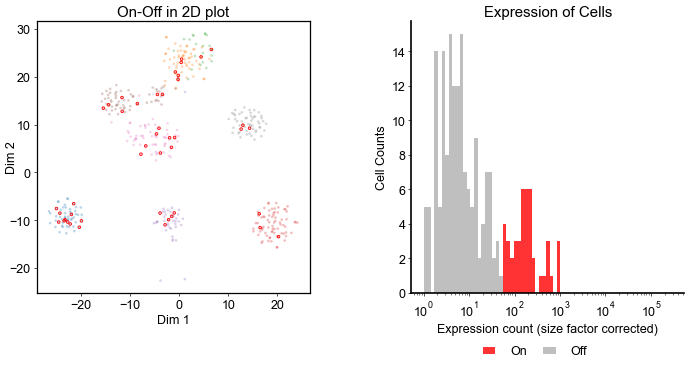 On-Off in 2D plot
Dim 2
30
20
10
0
−10
−20
−20 −10 0 10 20
Dim 1
Expression of Cells
Cell Counts
14
12
10
8
6
4
2
0
10^0 10^1 10^2 10^3 10^4 10^5
Expression count (size factor corrected)
On Off